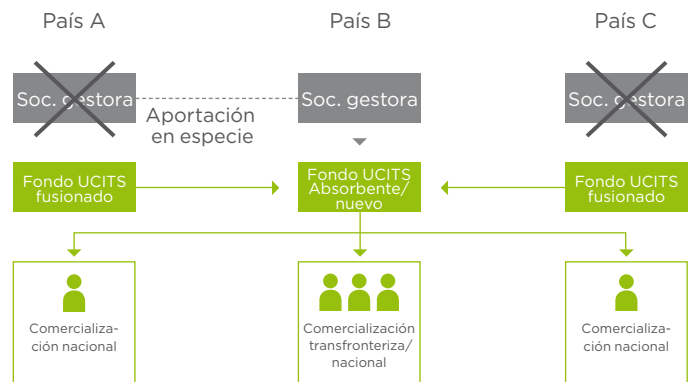 País A
País B
País C
Soc. gestora
Aportación
en especie
Soc. gestora
Soc. gestora
Fondo UCITS
fusionado
Fondo UCITS
Absorbente/
nuevo
Fondo UCITS
fusionado
Comercializa-
ción nacional
Comercialización
transfronteriza/
nacional
Comercializa-
ción nacional